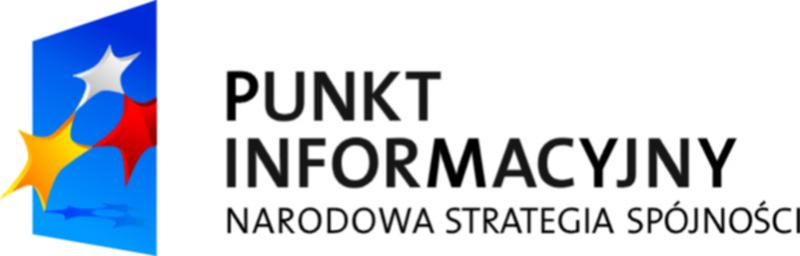 PUNKT
INFORMACYJNY
NARODOWA STRATEGIA SPÓJNOŚCI